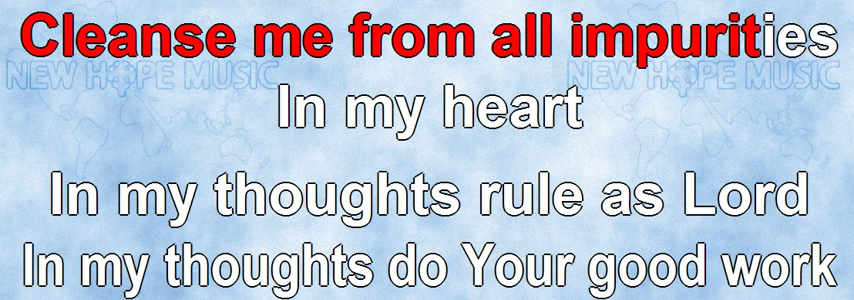 Cleanse me from all impurities
NEW HOPE MUSIC NEW HOPE MUSIC
In my heart
In my thoughts rule as Lord
In my thoughts do Your good work